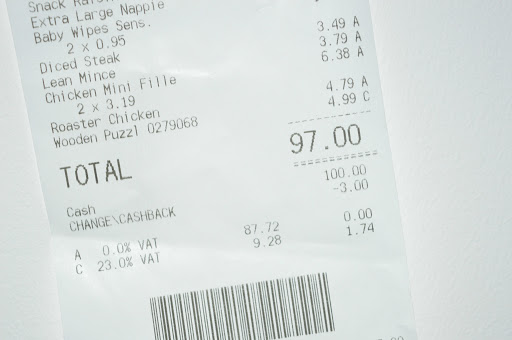 Snack
Extra Large Nappie
Baby Wipes Sens.
2 x 0.95
Diced Steak 3.49 A
Lean Mince 3.79 A
Chicken Mini Fille 6.38 A
2 x 3.19
Roaster Chicken 4.79 A
Wooden Puzzl 0279068 4.99 C
TOTAL 97.00
Cash 100.00
CHANGE\CASHBACK -3.00
A 0.0% VAT 87.72 0.00
C 23.0% VAT 9.28 1.74